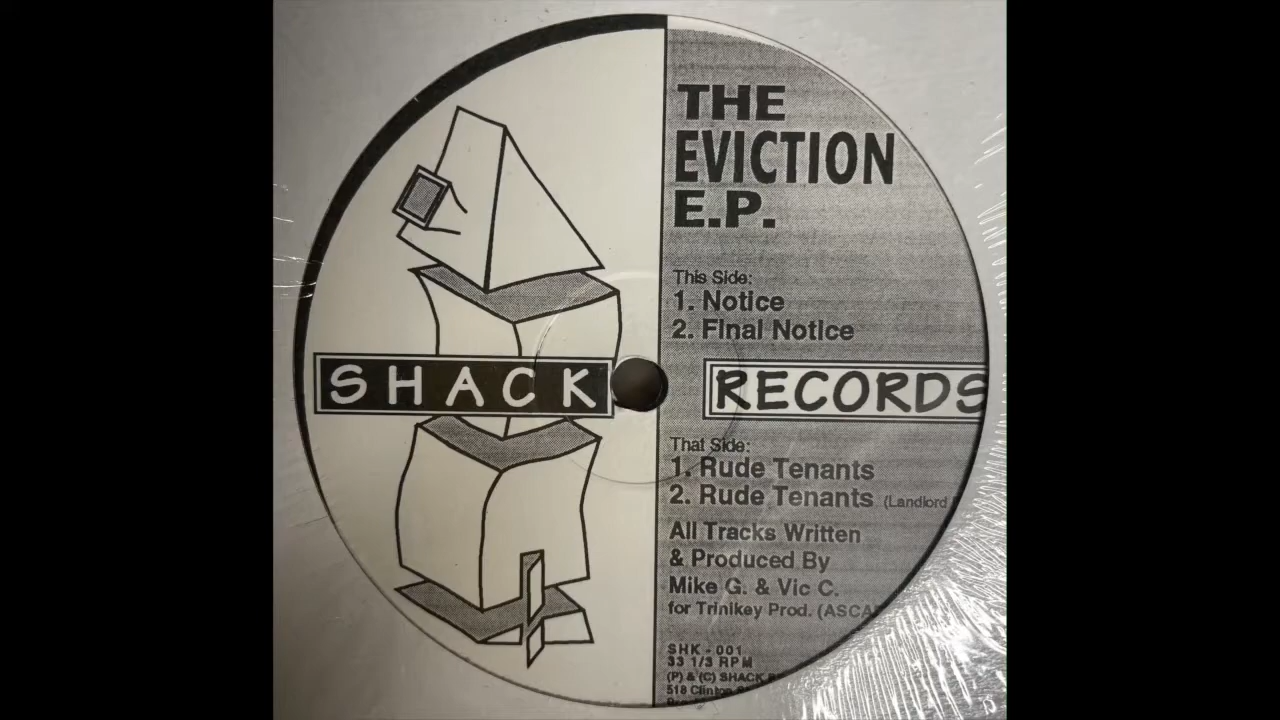 THE
EVICTION
E.P.
This Side:
1. Notice
2. Final Notice
SHACK RECORDS
That Side:
1. Rude Tenants
2. Rude Tenants (Landlord
All Tracks Written
& Produced By
Mike G. & Vic C.
for Trinikey Prod. (ASCA
SHK - 001
33 1/3 RPM
(P) & (C) SHACK
518 Clinton